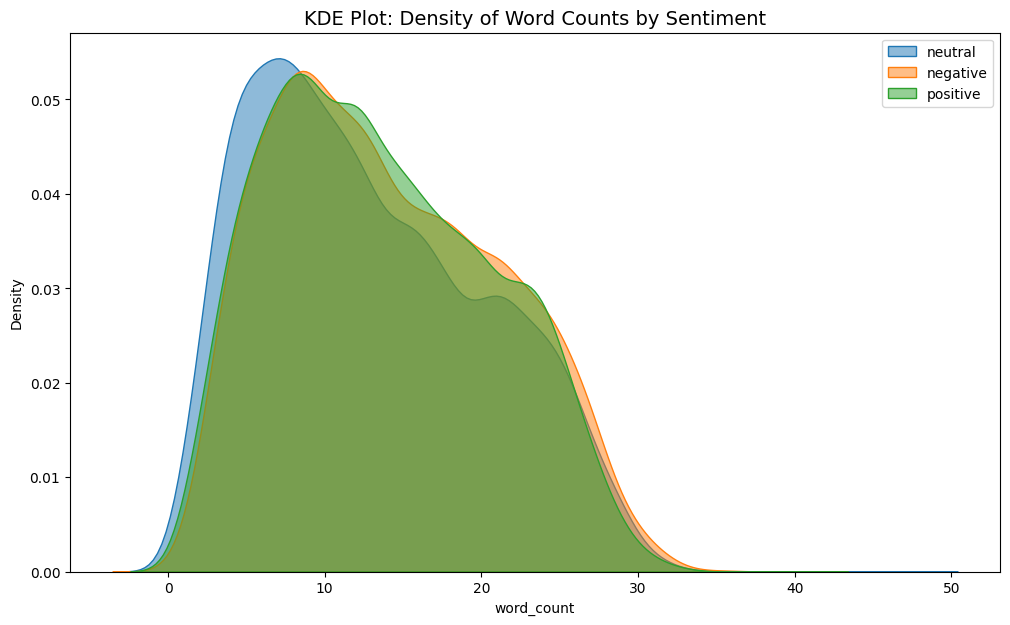 KDE Plot: Density of Word Counts by Sentiment
neutral
negative
positive
0.05
0.04
0.03
0.02
0.01
0.00
Density
0 10 20 30 40 50
word_count